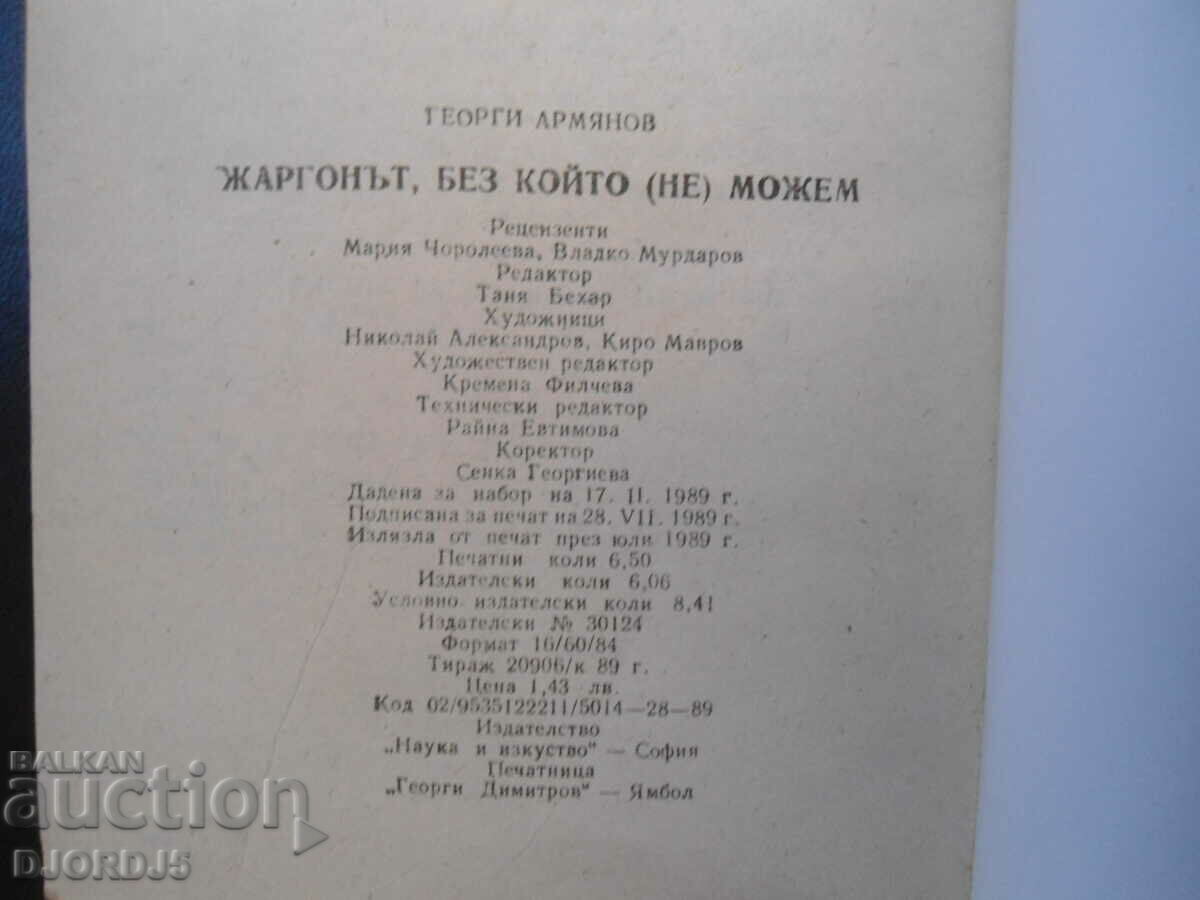 ГЕОРГИ АРМЯНОВ
ЖАРГОНЪТ, БЕЗ КОЙТО (НЕ) МОЖЕМ
Рецензенти
Мария Чоролеева, Владко Мурдаров
Редактор
Таня Бехар
Художници
Николай Александров, Киро Мавров
Художествен редактор
Кремена Филчева
Технически редактор
Райна Евтимова
Коректор
Сенка Георгиева
Дадена за набор на 17. II. 1989 г.
Подписана за печат на 28. VII. 1989 г.
Излязла от печат през юли 1989 г.
Печатни коли 6,50
Издателски коли 6,06
Условно издателски коли 8,41
Издателски № 30124
Формат 16/60/84
Тираж 20906/к 89 г.
Цена 1,43 лв.
Код 02/9535122211/5014—28—89
Издателство
„Наука и изкуство" — София
Печатница
„Георги Димитров" — Ямбол
BALKAN
auction
DJORDJ5